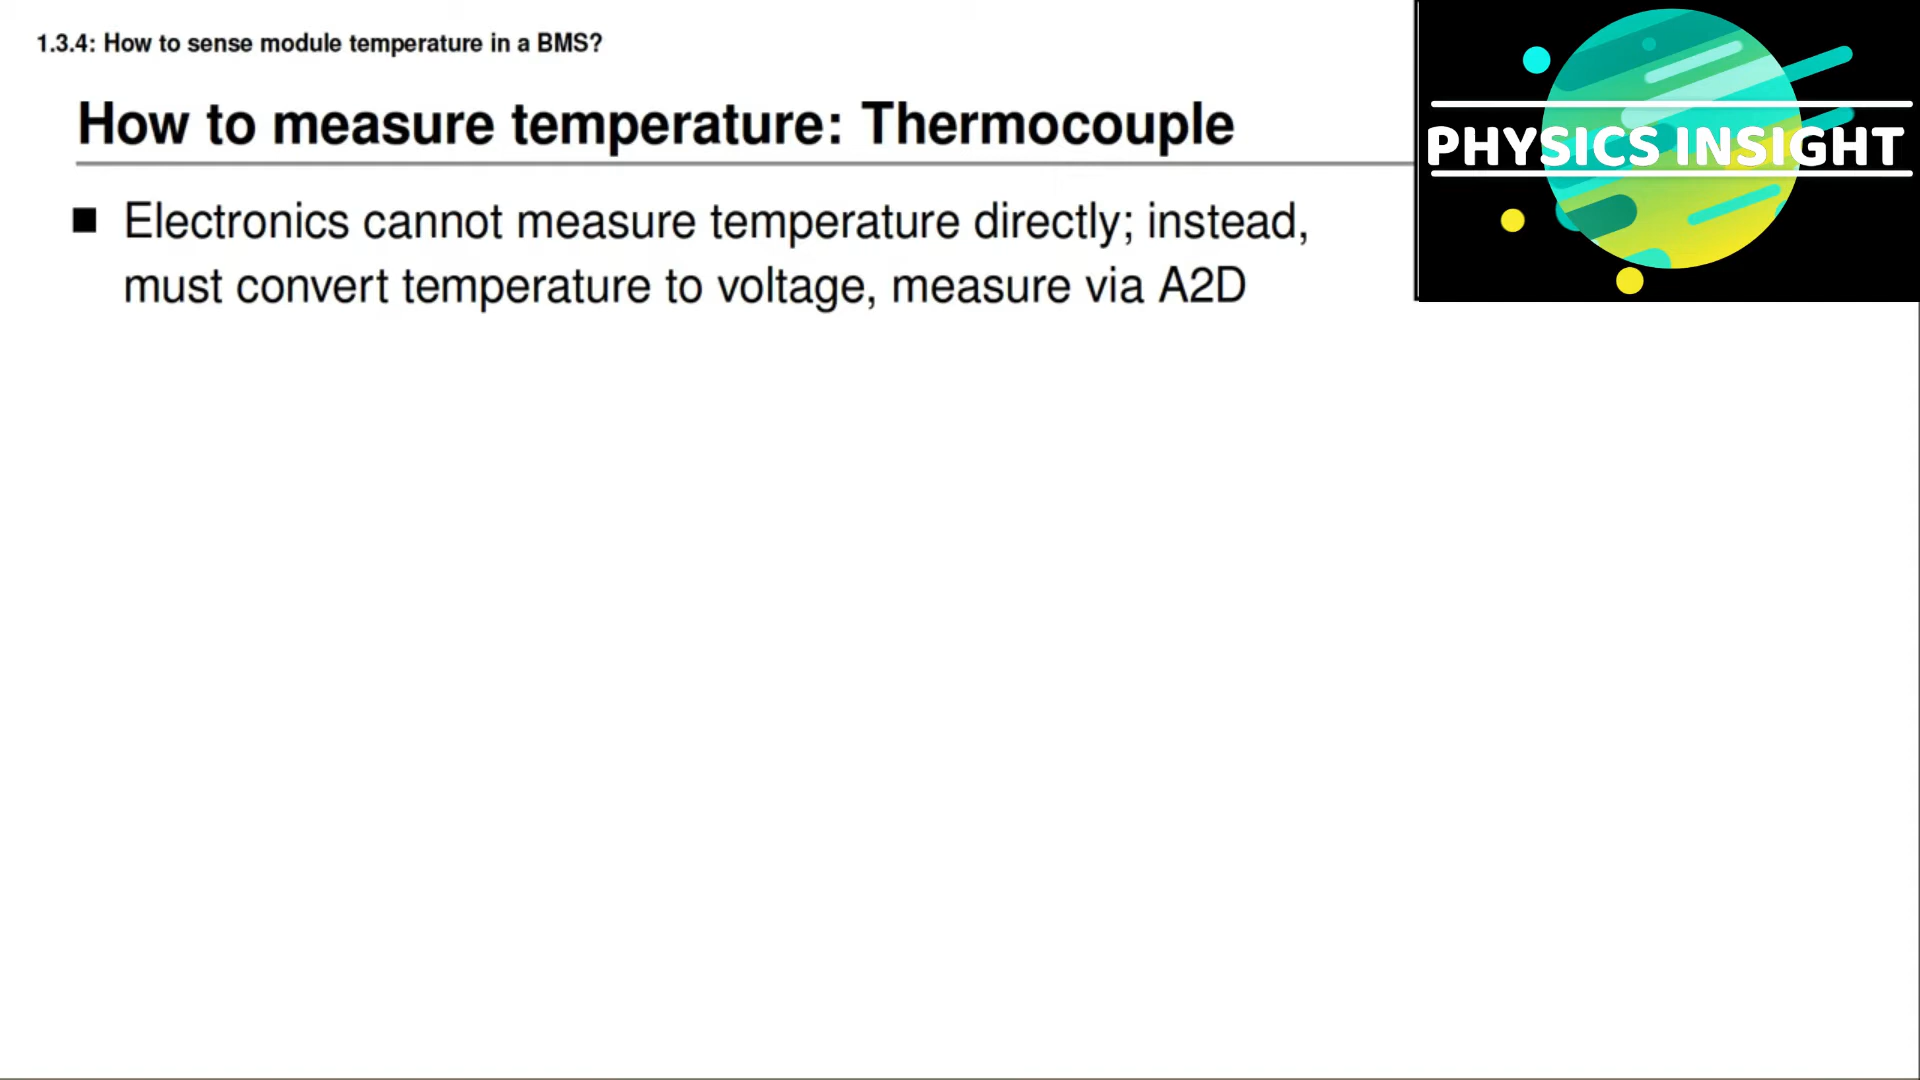 1.3.4: How to sense module temperature in a BMS?
How to measure temperature: Thermocouple
PHYSICS INSIGHT
■ Electronics cannot measure temperature directly; instead,
must convert temperature to voltage, measure via A2D